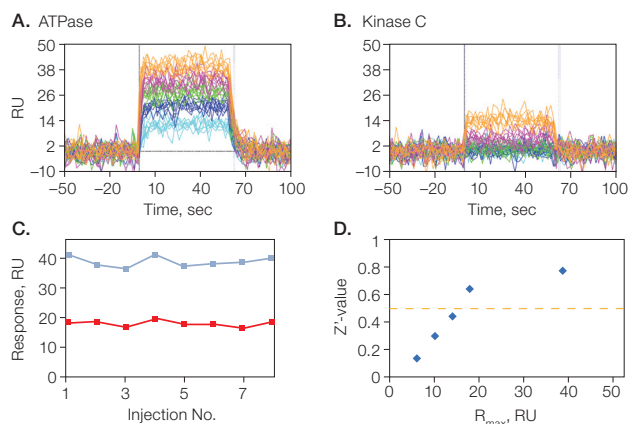 A. ATPase
50
38
26
14
2
−10
RU
−50 −20 10 40 70 100
Time, sec
B. Kinase C
50
38
26
14
2
−10
−50 −20 10 40 70 100
Time, sec
C.
40
30
20
10
0
Response, RU
1 3 5 7
Injection No.
D.
1
0.8
0.6
0.4
0.2
0
Z'-value
0 10 20 30 40 50
Rmax, RU